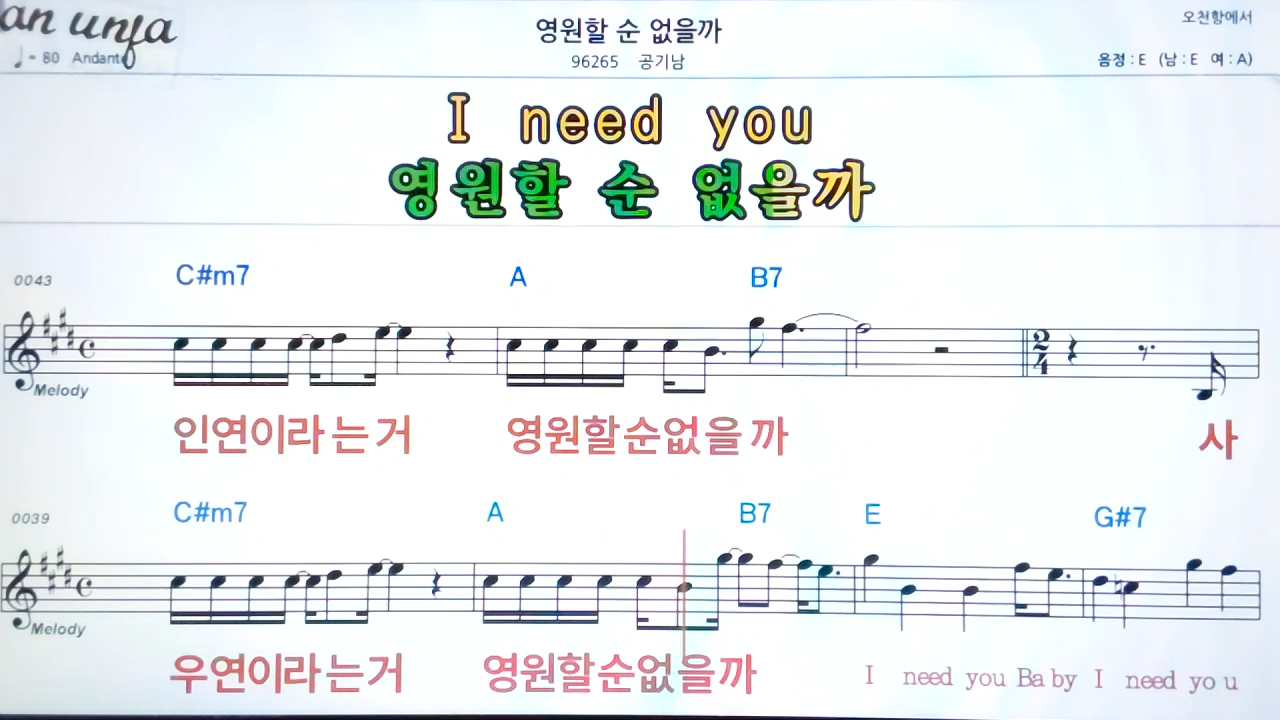 an unja
오천항에서
영원할 순 없을까
♩= 80 Andante
96265 공기남
음정 : E (남 : E 여 : A)
I need you
영원할 순 없을까
0043
C#m7 A B7
2/4
Melody
인연이라는거 영원할순없을까 사
0039
C#m7 A B7 E G#7
Melody
우연이라는거 영원할순없을까 I need you Baby I need you